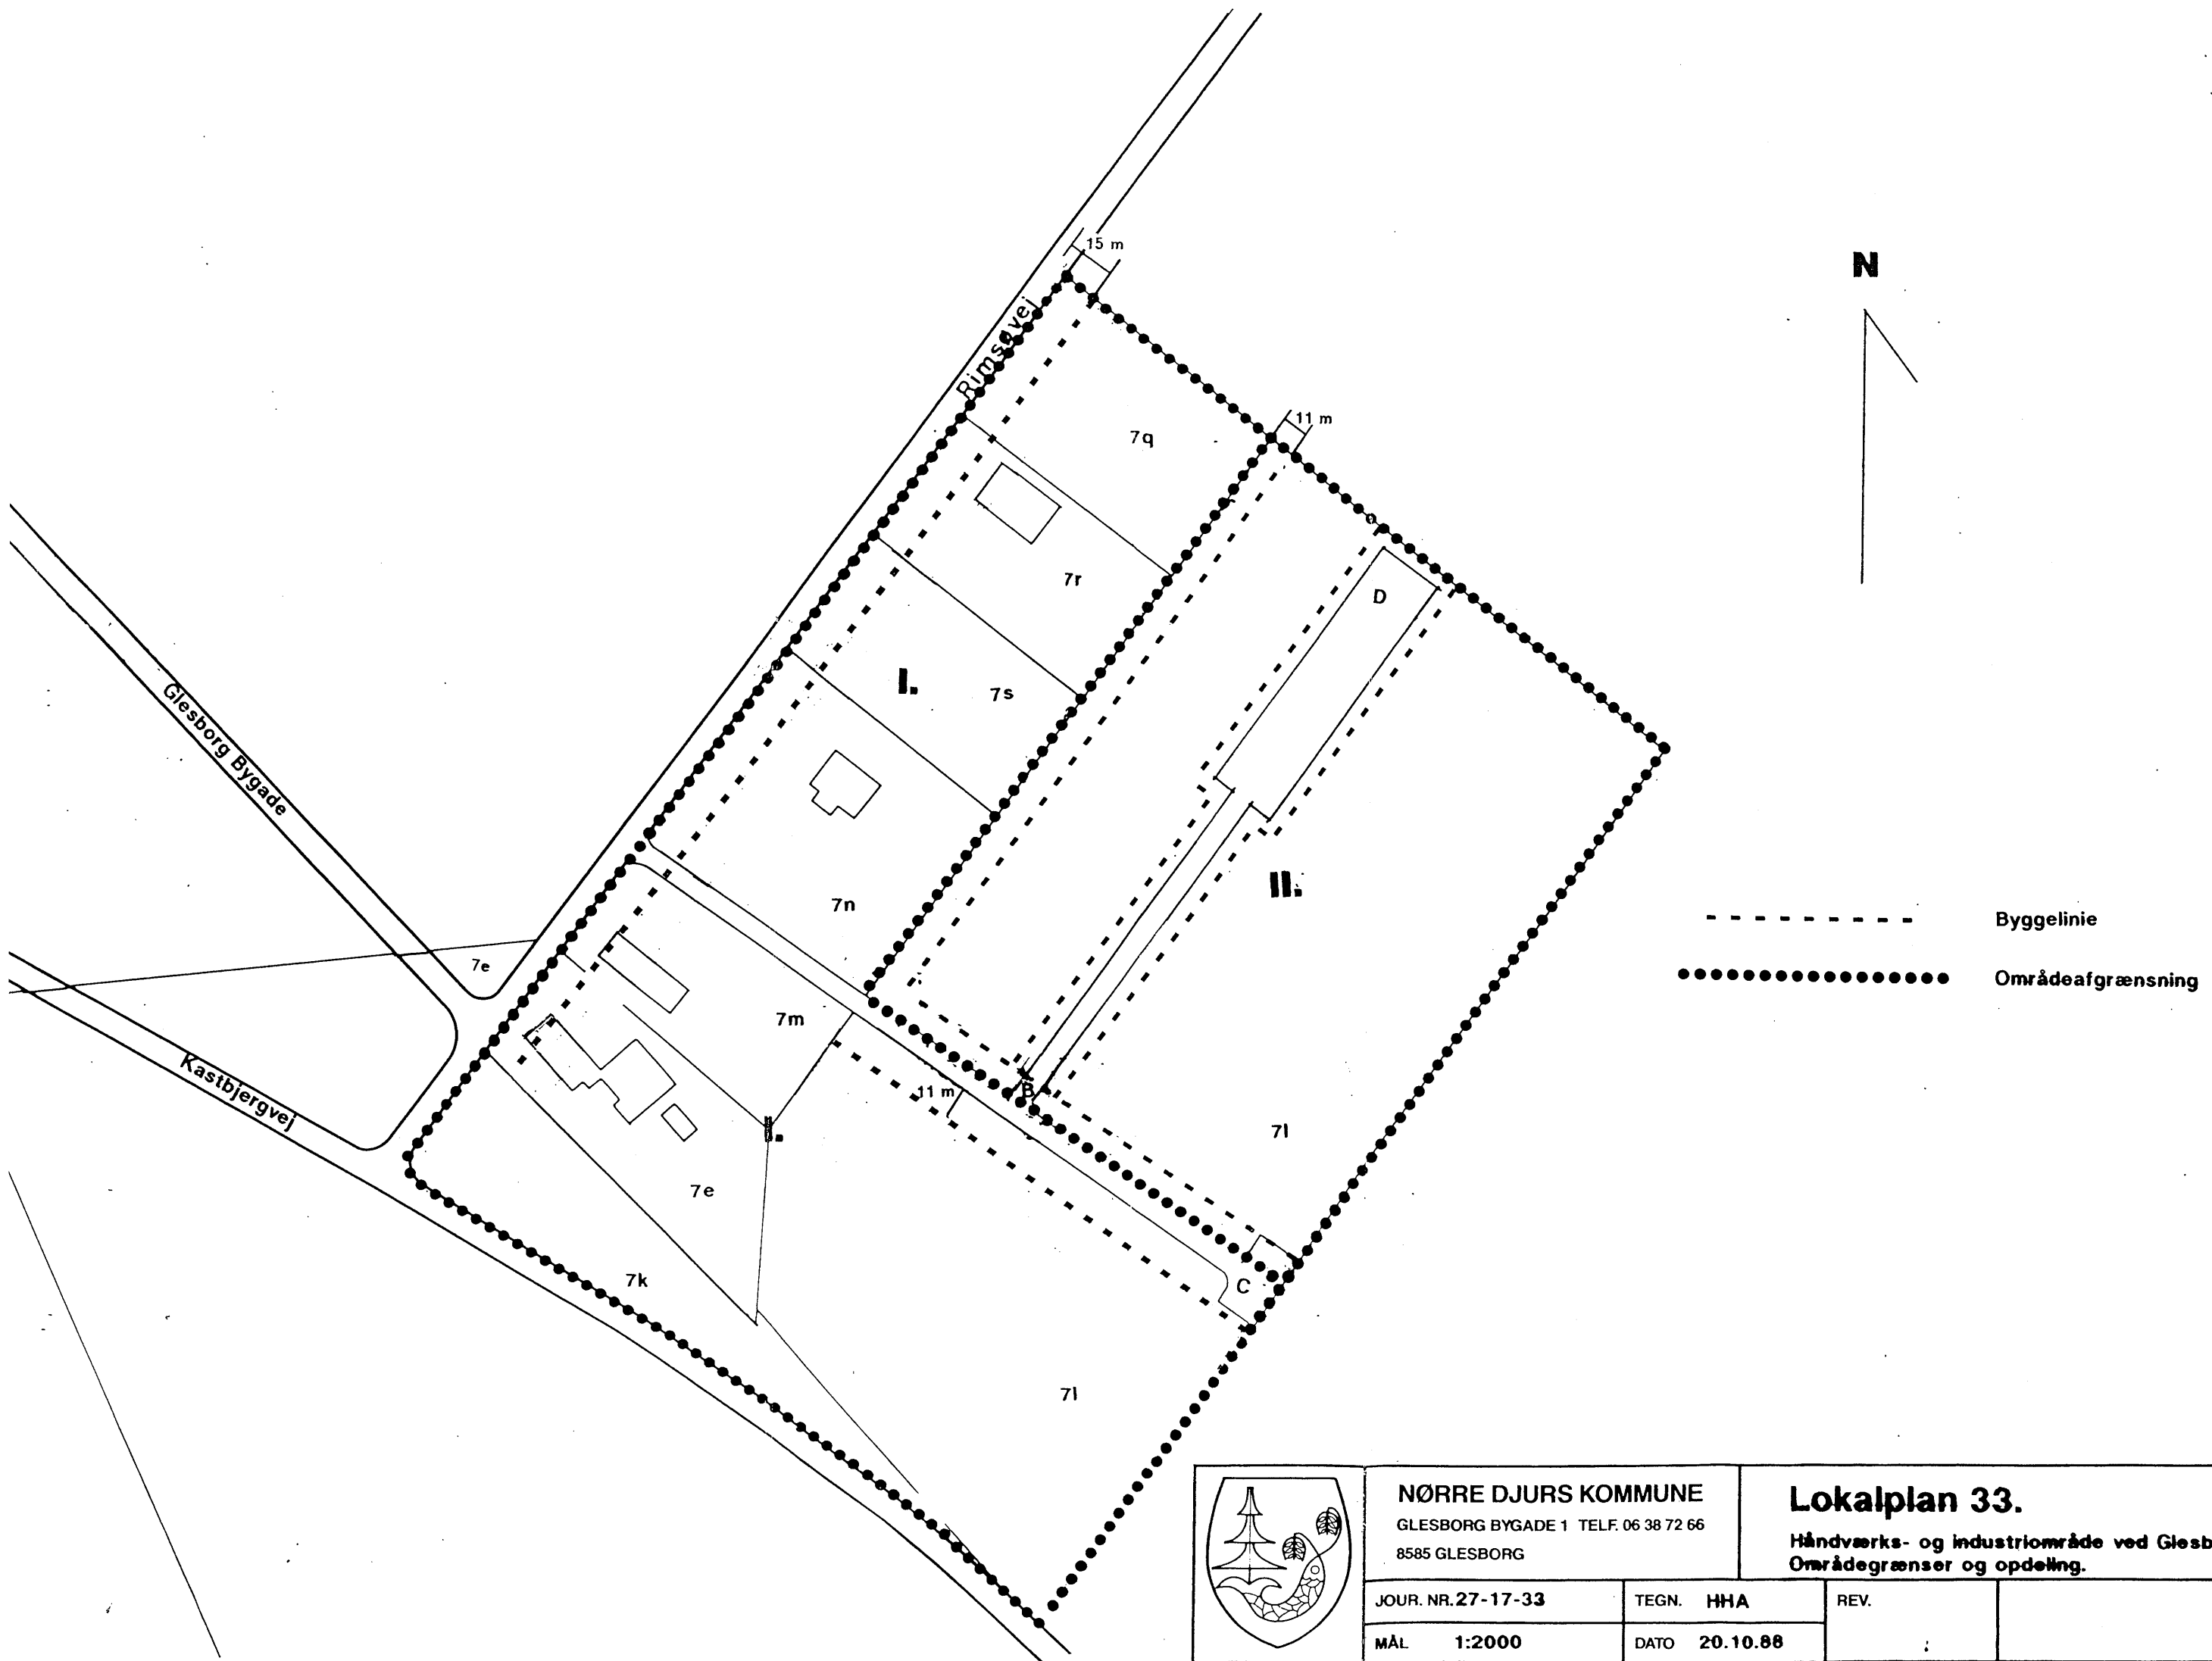 15 m
N
Rimsøvej
11 m
7q
7r
D
I.
7s
Glesborg Bygade
II.
7n
Byggelinie
7e
Områdeafgrænsning
7m
Kastbjergvej
11 m
B
I.
7l
7e
7k
C
7l
NØRRE DJURS KOMMUNE
GLESBORG BYGADE 1 TELF. 06 38 72 66
8585 GLESBORG
Lokalplan 33.
Håndværks- og industriområde ved Glesb
Områdegrænser og opdeling.
JOUR. NR. 27-17-33
TEGN. HHA
REV.
MÅL 1:2000
DATO 20.10.88